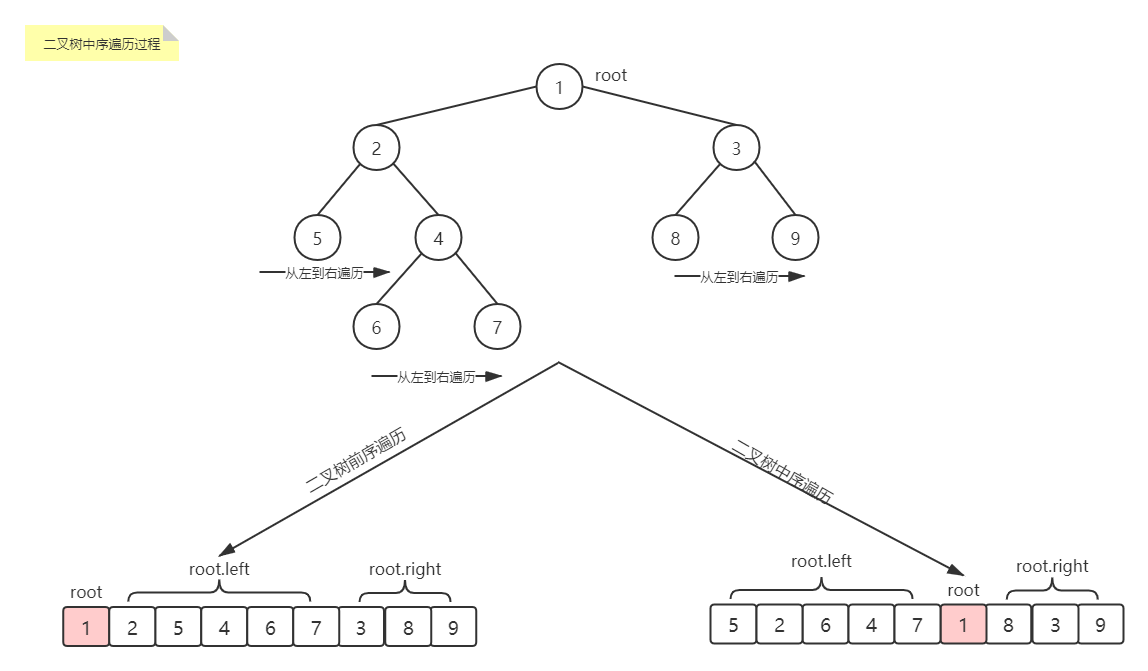 二叉树中序遍历过程
1 root
2 3
5 4 8 9
从左到右遍历 从左到右遍历
6 7
从左到右遍历
二叉树前序遍历 二叉树中序遍历
root root.left root.right
1 2 5 4 6 7 3 8 9
root.left root root.right
5 2 6 4 7 1 8 3 9